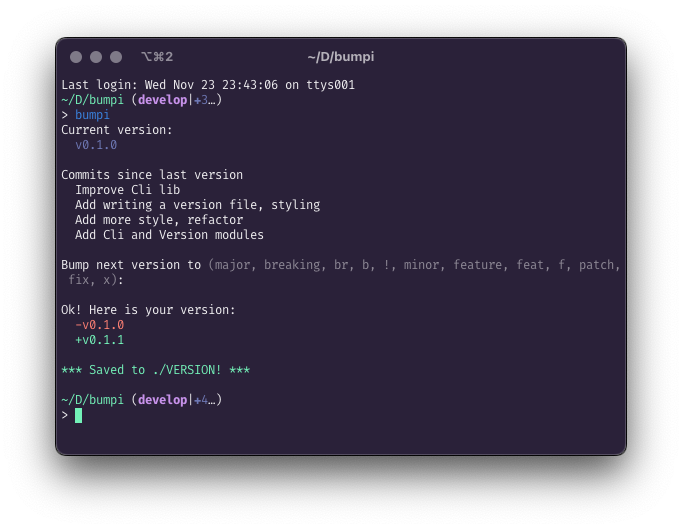 ⌥⌘2 ~/D/bumpi
Last login: Wed Nov 23 23:43:06 on ttys001
~/D/bumpi (develop|+3…)
> bumpi
Current version:
v0.1.0
Commits since last version
Improve Cli lib
Add writing a version file, styling
Add more style, refactor
Add Cli and Version modules
Bump next version to (major, breaking, br, b, !, minor, feature, feat, f, patch,
fix, x):
Ok! Here is your version:
-v0.1.0
+v0.1.1
*** Saved to ./VERSION! ***
~/D/bumpi (develop|+4…)
>